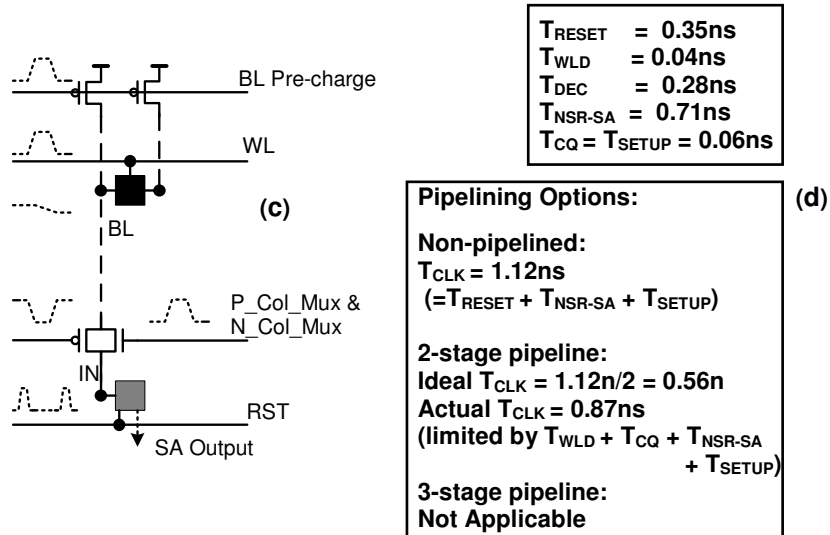 BL Pre-charge
WL
(c)
BL
P_Col_Mux &
N_Col_Mux
IN
RST
SA Output
TRESET = 0.35ns
TWLD = 0.04ns
TDEC = 0.28ns
TNSR-SA = 0.71ns
TCQ = TSETUP = 0.06ns
(d)
Pipelining Options:
Non-pipelined:
TCLK = 1.12ns
(=TRESET + TNSR-SA + TSETUP)
2-stage pipeline:
Ideal TCLK = 1.12n/2 = 0.56n
Actual TCLK = 0.87ns
(limited by TWLD + TCQ + TNSR-SA
+ TSETUP)
3-stage pipeline:
Not Applicable